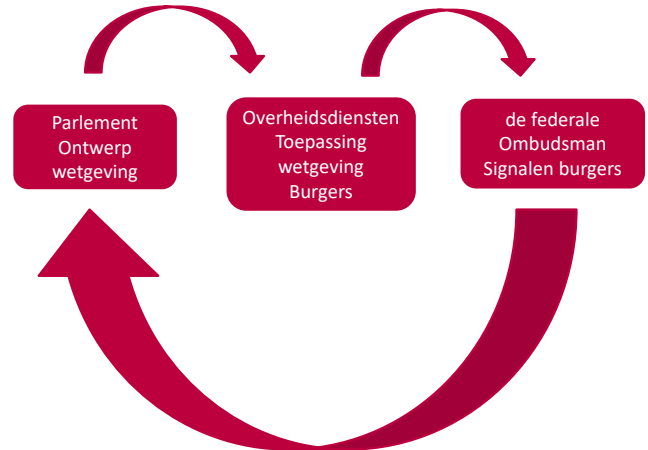 Parlement
Ontwerp
wetgeving
Overheidsdiensten
Toepassing
wetgeving
Burgers
de federale
Ombudsman
Signalen burgers